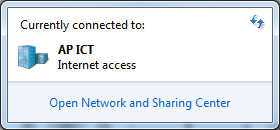 Currently connected to:
AP ICT
Internet access
Open Network and Sharing Center